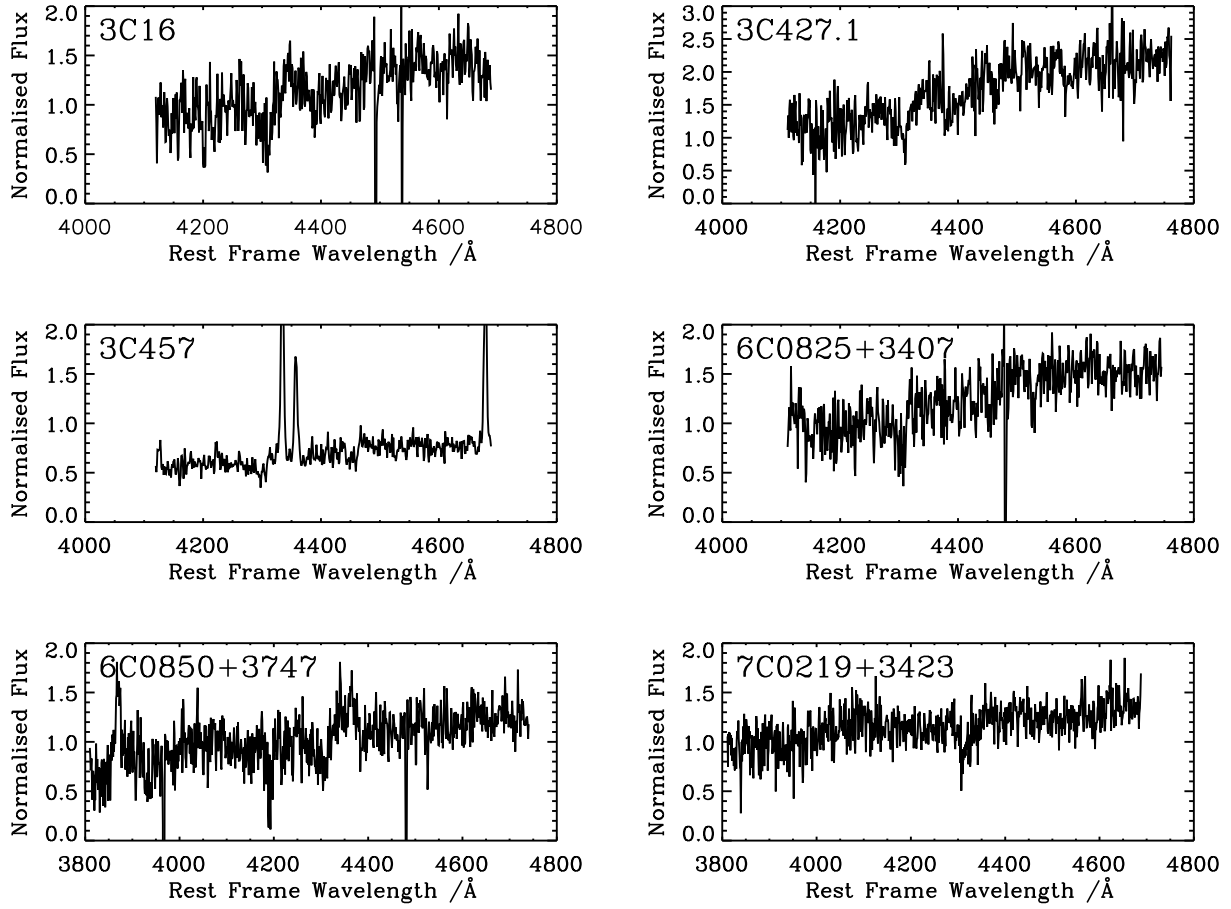 3C16
Normalised Flux
2.0
1.5
1.0
0.5
0.0
4000 4200 4400 4600 4800
Rest Frame Wavelength /Å
3C427.1
Normalised Flux
3.0
2.5
2.0
1.5
1.0
0.5
0.0
4000 4200 4400 4600 4800
Rest Frame Wavelength /Å
3C457
Normalised Flux
2.0
1.5
1.0
0.5
0.0
4000 4200 4400 4600 4800
Rest Frame Wavelength /Å
6C0825+3407
Normalised Flux
2.0
1.5
1.0
0.5
0.0
4000 4200 4400 4600 4800
Rest Frame Wavelength /Å
6C0850+3747
Normalised Flux
2.0
1.5
1.0
0.5
0.0
3800 4000 4200 4400 4600 4800
Rest Frame Wavelength /Å
7C0219+3423
Normalised Flux
2.0
1.5
1.0
0.5
0.0
3800 4000 4200 4400 4600 4800
Rest Frame Wavelength /Å